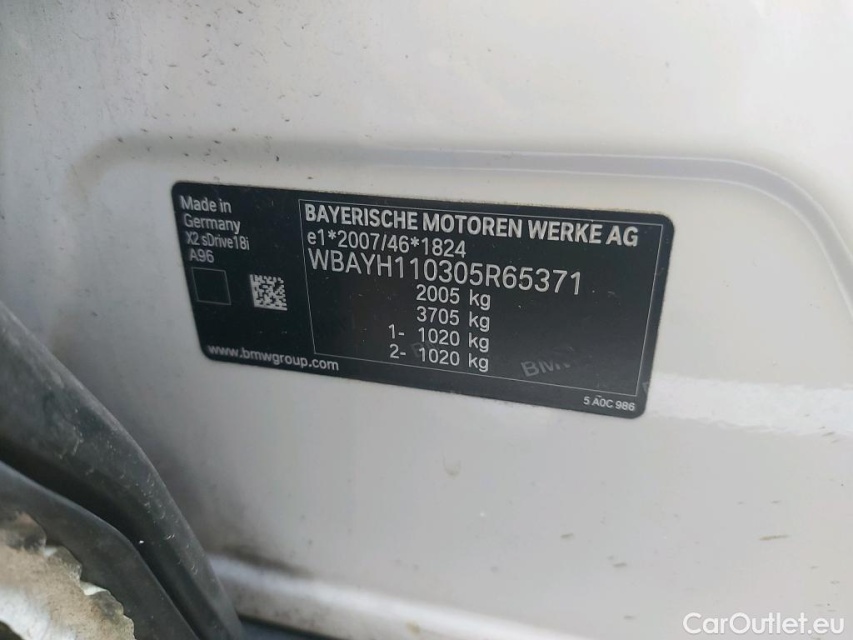 Made in
Germany
X2 sDrive18i
A96
BAYERISCHE MOTOREN WERKE AG
e1*2007/46*1824
WBAYH110305R65371
2005 kg
3705 kg
1- 1020 kg
2- 1020 kg
BMW
www.bmwgroup.com
5 A0C 986
CarOutlet.eu